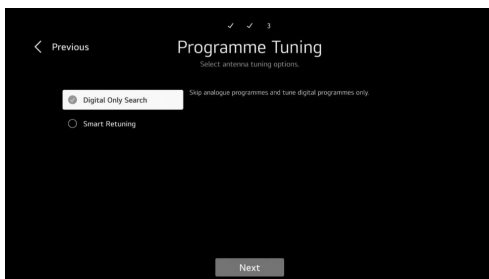 ✓ ✓ 3
Previous
Programme Tuning
Select antenna tuning options.
Digital Only Search
Skip analogue programmes and tune digital programmes only.
Smart Retuning
Next